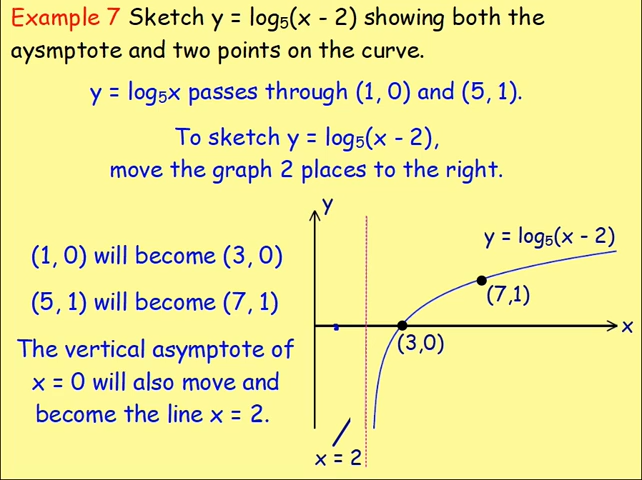 Example 7 Sketch y = log₅(x - 2) showing both the
aysmptote and two points on the curve.
y = log₅x passes through (1, 0) and (5, 1).
To sketch y = log₅(x - 2),
move the graph 2 places to the right.
y
y = log₅(x - 2)
(1, 0) will become (3, 0)
(5, 1) will become (7, 1)
(7,1)
x
(3,0)
The vertical asymptote of
x = 0 will also move and
become the line x = 2.
x = 2